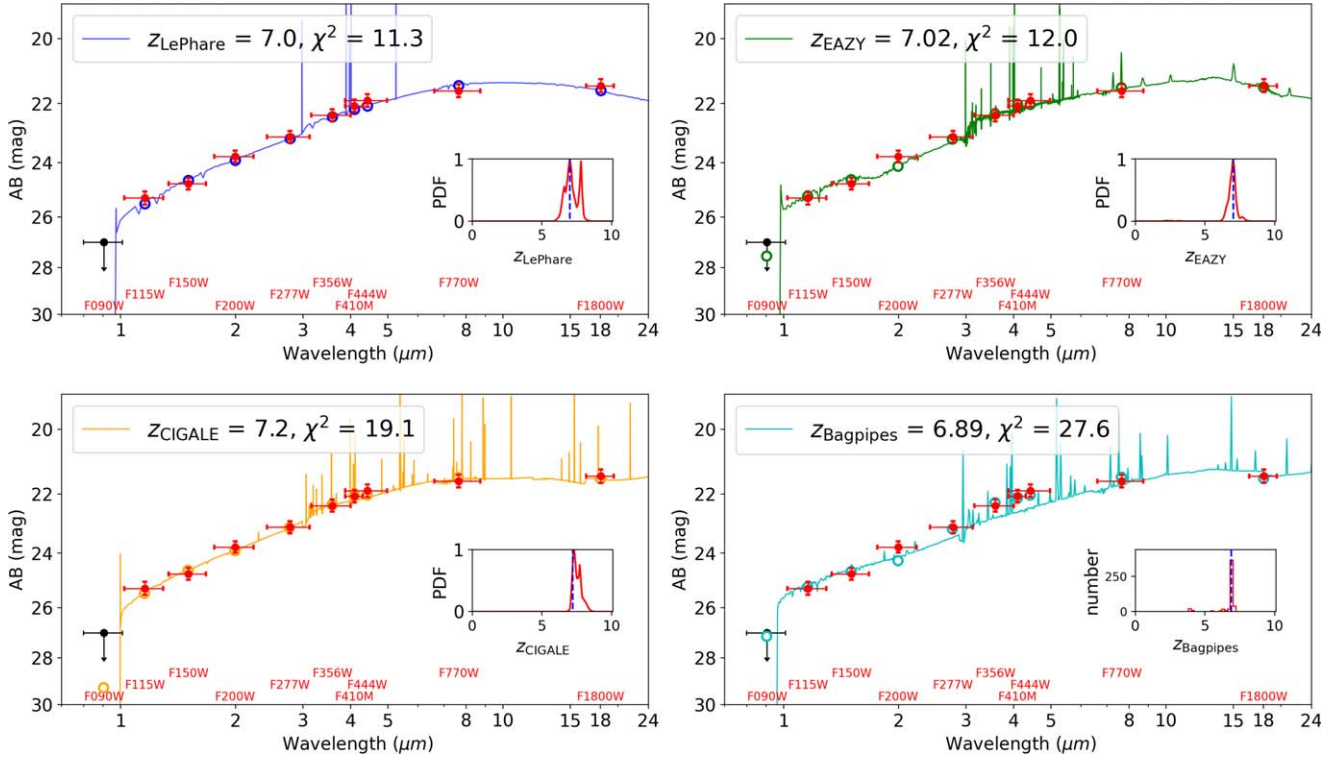 z_LePhare = 7.0, χ² = 11.3
AB (mag)
20
22
24
26
28
30
PDF
1
0
0 5 10
z_LePhare
F090W
F115W
F150W
F200W
F277W
F356W
F410M
F444W
F770W
F1800W
1 2 3 4 5 8 10 15 18 24
Wavelength (μm)
z_EAZY = 7.02, χ² = 12.0
AB (mag)
20
22
24
26
28
30
PDF
1
0
0 5 10
z_EAZY
F090W
F115W
F150W
F200W
F277W
F356W
F410M
F444W
F770W
F1800W
1 2 3 4 5 8 10 15 18 24
Wavelength (μm)
z_CIGALE = 7.2, χ² = 19.1
AB (mag)
20
22
24
26
28
30
PDF
1
0
0 5 10
z_CIGALE
F090W
F115W
F150W
F200W
F277W
F356W
F410M
F444W
F770W
F1800W
1 2 3 4 5 8 10 15 18 24
Wavelength (μm)
z_Bagpipes = 6.89, χ² = 27.6
AB (mag)
20
22
24
26
28
30
number
250
0
0 5 10
z_Bagpipes
F090W
F115W
F150W
F200W
F277W
F356W
F410M
F444W
F770W
F1800W
1 2 3 4 5 8 10 15 18 24
Wavelength (μm)